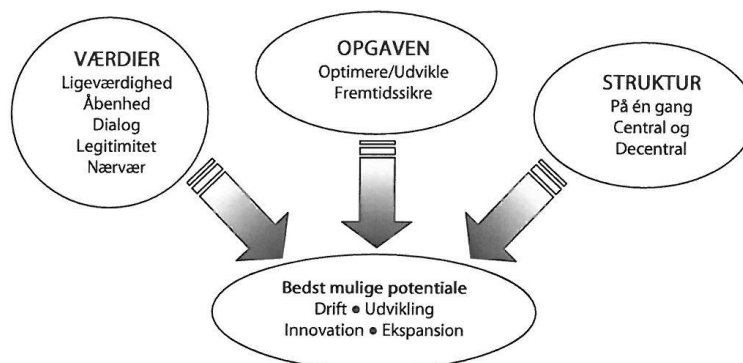 VÆRDIER
Ligeværdighed
Åbenhed
Dialog
Legitimitet
Nærvær
OPGAVEN
Optimere/Udvikle
Fremtidssikre
STRUKTUR
På én gang
Central og
Decentral
Bedst mulige potentiale
Drift • Udvikling
Innovation • Ekspansion